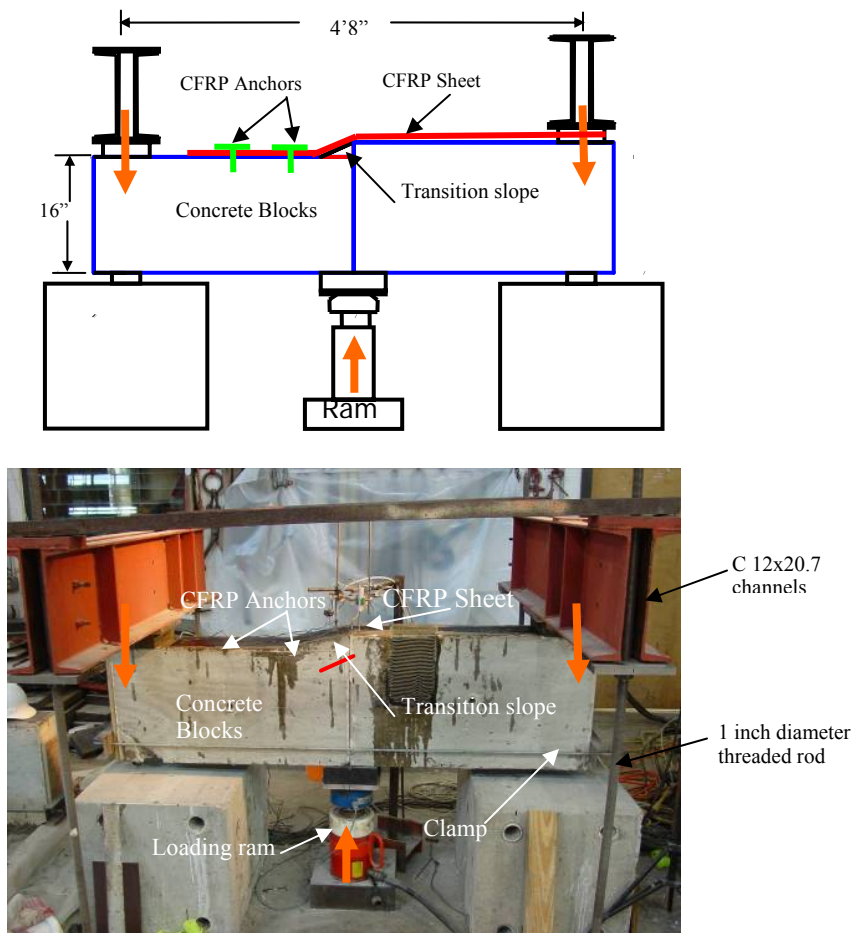 4’8”
CFRP Anchors
CFRP Sheet
Transition slope
16”
Concrete Blocks
Ram
C 12x20.7
channels
CFRP Anchors
CFRP Sheet
Concrete
Blocks
Transition slope
1 inch diameter
threaded rod
Clamp
Loading ram